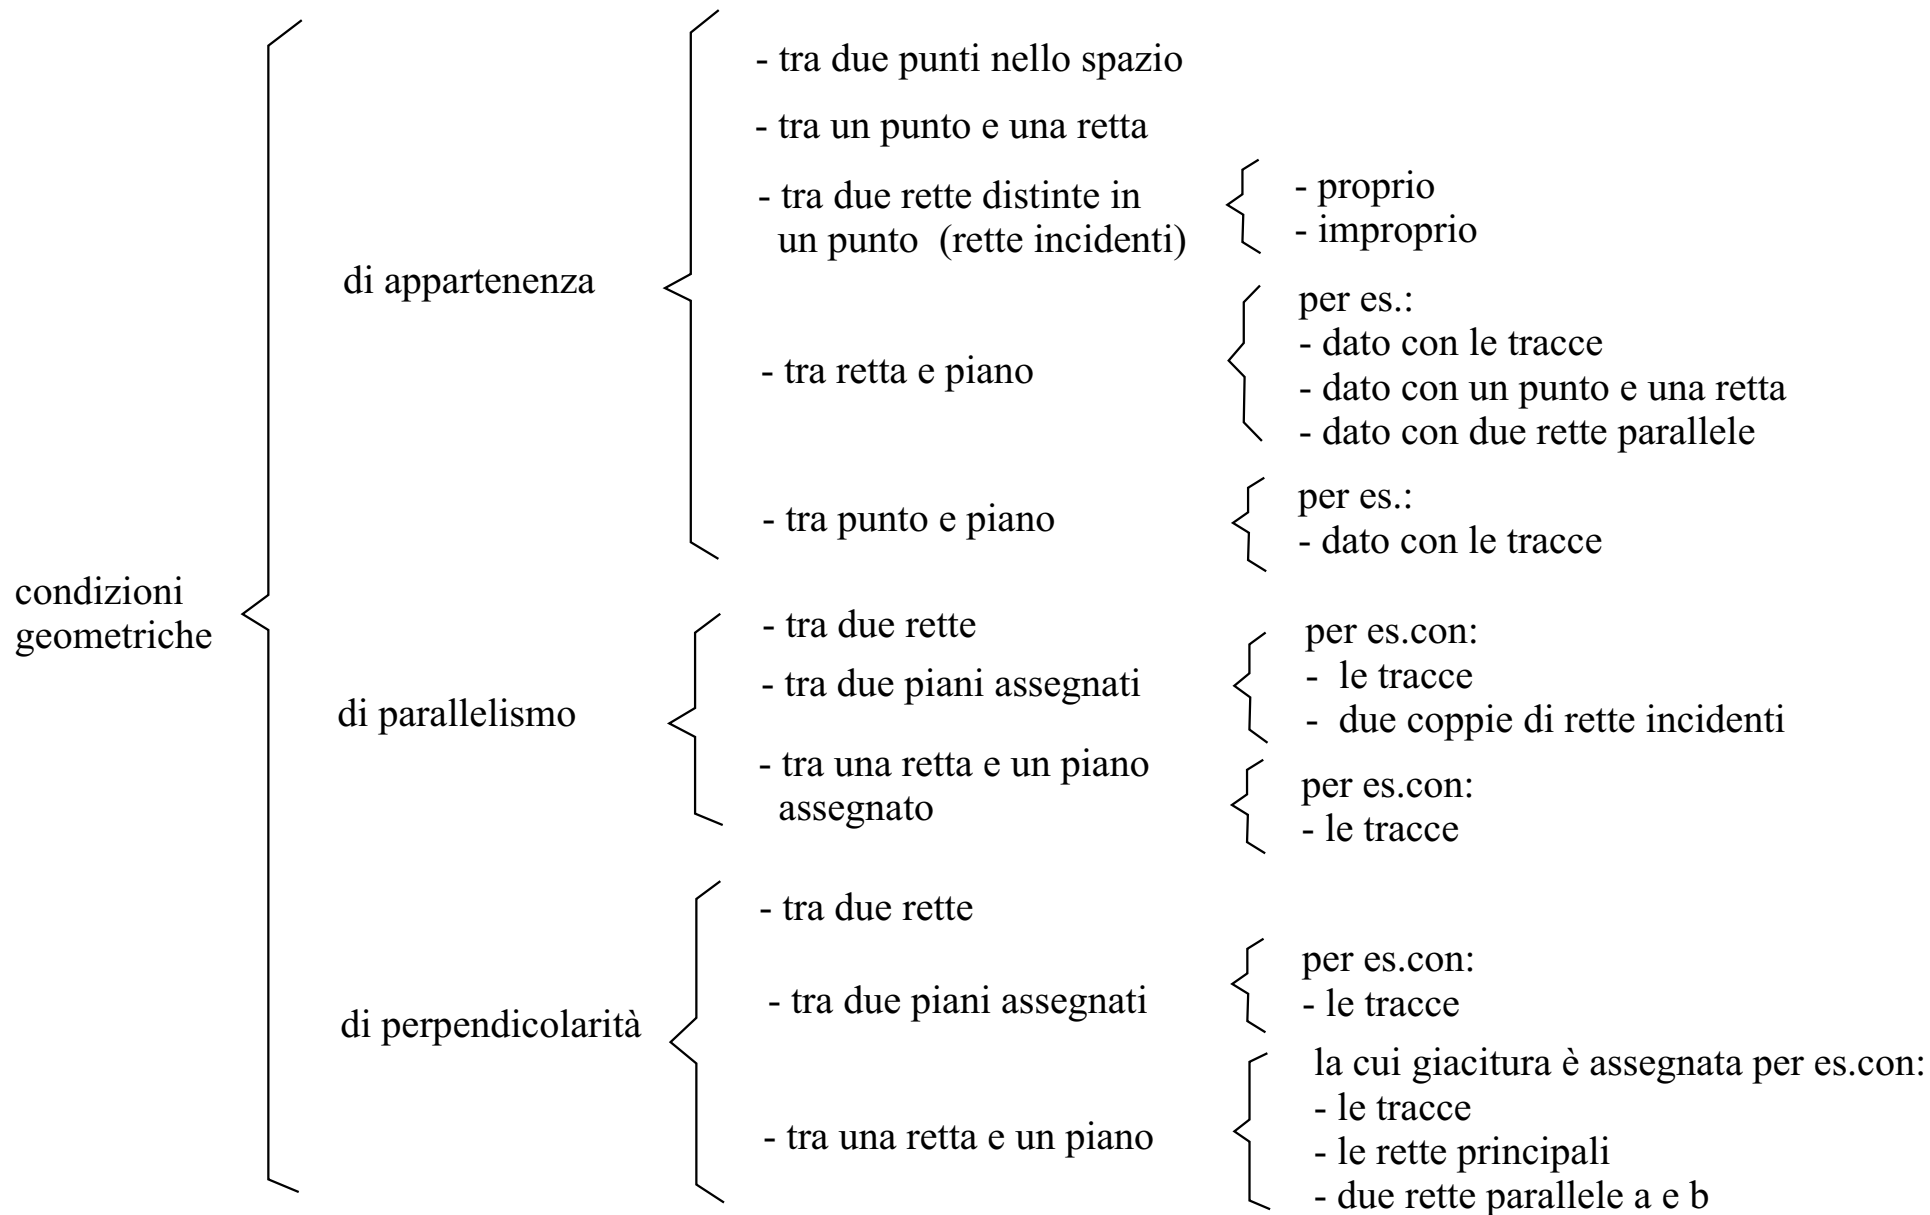 condizioni
geometriche
di appartenenza
- tra due punti nello spazio
- tra un punto e una retta
- tra due rette distinte in
un punto (rette incidenti)
- proprio
- improprio
- tra retta e piano
per es.:
- dato con le tracce
- dato con un punto e una retta
- dato con due rette parallele
- tra punto e piano
per es.:
- dato con le tracce
di parallelismo
- tra due rette
- tra due piani assegnati
per es.con:
- le tracce
- due coppie di rette incidenti
- tra una retta e un piano
assegnato
per es.con:
- le tracce
di perpendicolarità
- tra due rette
- tra due piani assegnati
per es.con:
- le tracce
- tra una retta e un piano
la cui giacitura è assegnata per es.con:
- le tracce
- le rette principali
- due rette parallele a e b